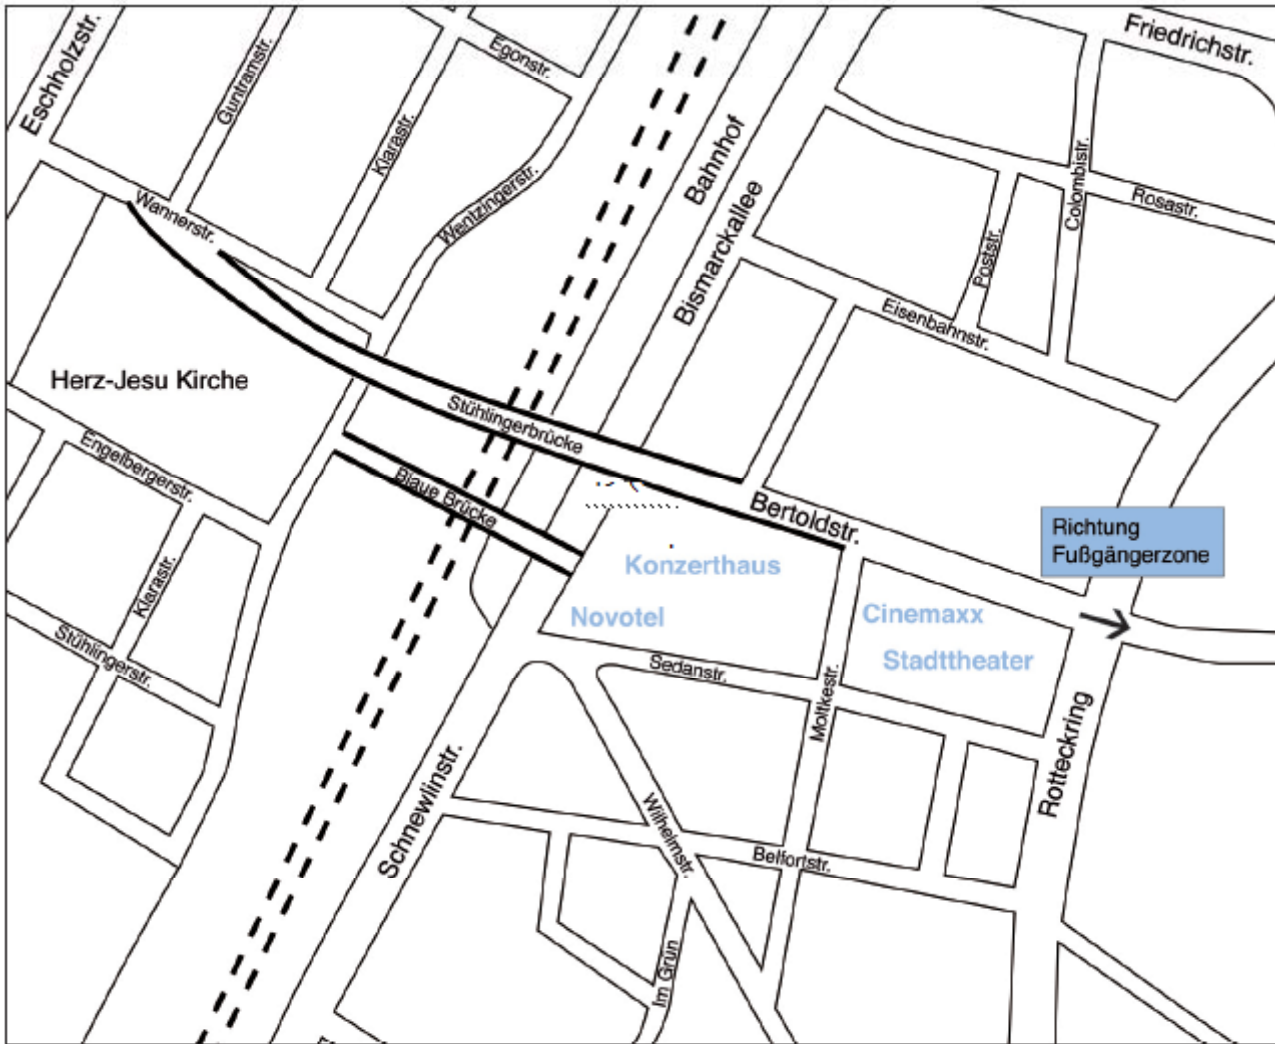 Friedrichstr.
Eschholzstr.
Guntramstr.
Egonstr.
Klarastr.
Wentzingerstr.
Bahnhof
Bismarckallee
Colombistr.
Rosastr.
Poststr.
Wannerstr.
Eisenbahnstr.
Herz-Jesu Kirche
Stühlingerbrücke
Engelbergerstr.
Blaue Brücke
Bertoldstr.
Richtung
Fußgängerzone
Konzerthaus
Novotel
Cinemaxx
Stadttheater
Klarastr.
Stühlingerstr.
Sedanstr.
Moltkestr.
Rotteckring
Schnewlinstr.
Wilhelmstr.
Belfortstr.
Im Grün